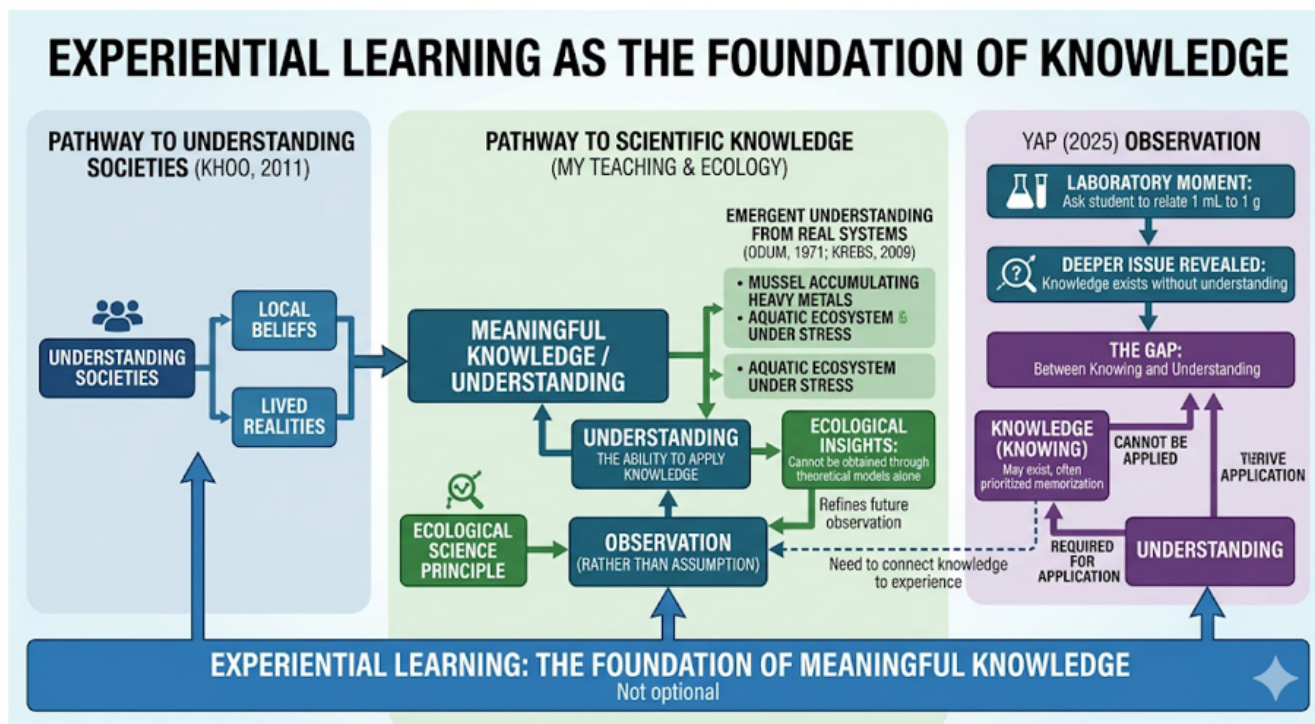 EXPERIENTIAL LEARNING AS THE FOUNDATION OF KNOWLEDGE
PATHWAY TO UNDERSTANDING
SOCIETIES (KHOO, 2011)
UNDERSTANDING
SOCIETIES
LOCAL
BELIEFS
LIVED
REALITIES
PATHWAY TO SCIENTIFIC KNOWLEDGE
(MY TEACHING & ECOLOGY)
EMERGENT UNDERSTANDING
FROM REAL SYSTEMS
(ODUM, 1971; KREBS, 2009)
• MUSSEL ACCUMULATING
HEAVY METALS
• AQUATIC ECOSYSTEM &
UNDER STRESS
• AQUATIC ECOSYSTEM
UNDER STRESS
MEANINGFUL
KNOWLEDGE /
UNDERSTANDING
UNDERSTANDING
THE ABILITY TO APPLY
KNOWLEDGE
ECOLOGICAL
INSIGHTS:
Cannot be obtained through
theoretical models alone
Refines future
observation
ECOLOGICAL
SCIENCE
PRINCIPLE
OBSERVATION
(RATHER THAN ASSUMPTION)
Need to connect knowledge
to experience
YAP (2025) OBSERVATION
LABORATORY MOMENT:
Ask student to relate 1 mL to 1 g
DEEPER ISSUE REVEALED:
Knowledge exists without understanding
THE GAP:
Between Knowing and Understanding
KNOWLEDGE
(KNOWING)
May exist, often
prioritized memorization
CANNOT BE
APPLIED
APPLICATION
REQUIRED
FOR
APPLICATION
UNDERSTANDING
EXPERIENTIAL LEARNING: THE FOUNDATION OF MEANINGFUL KNOWLEDGE
Not optional